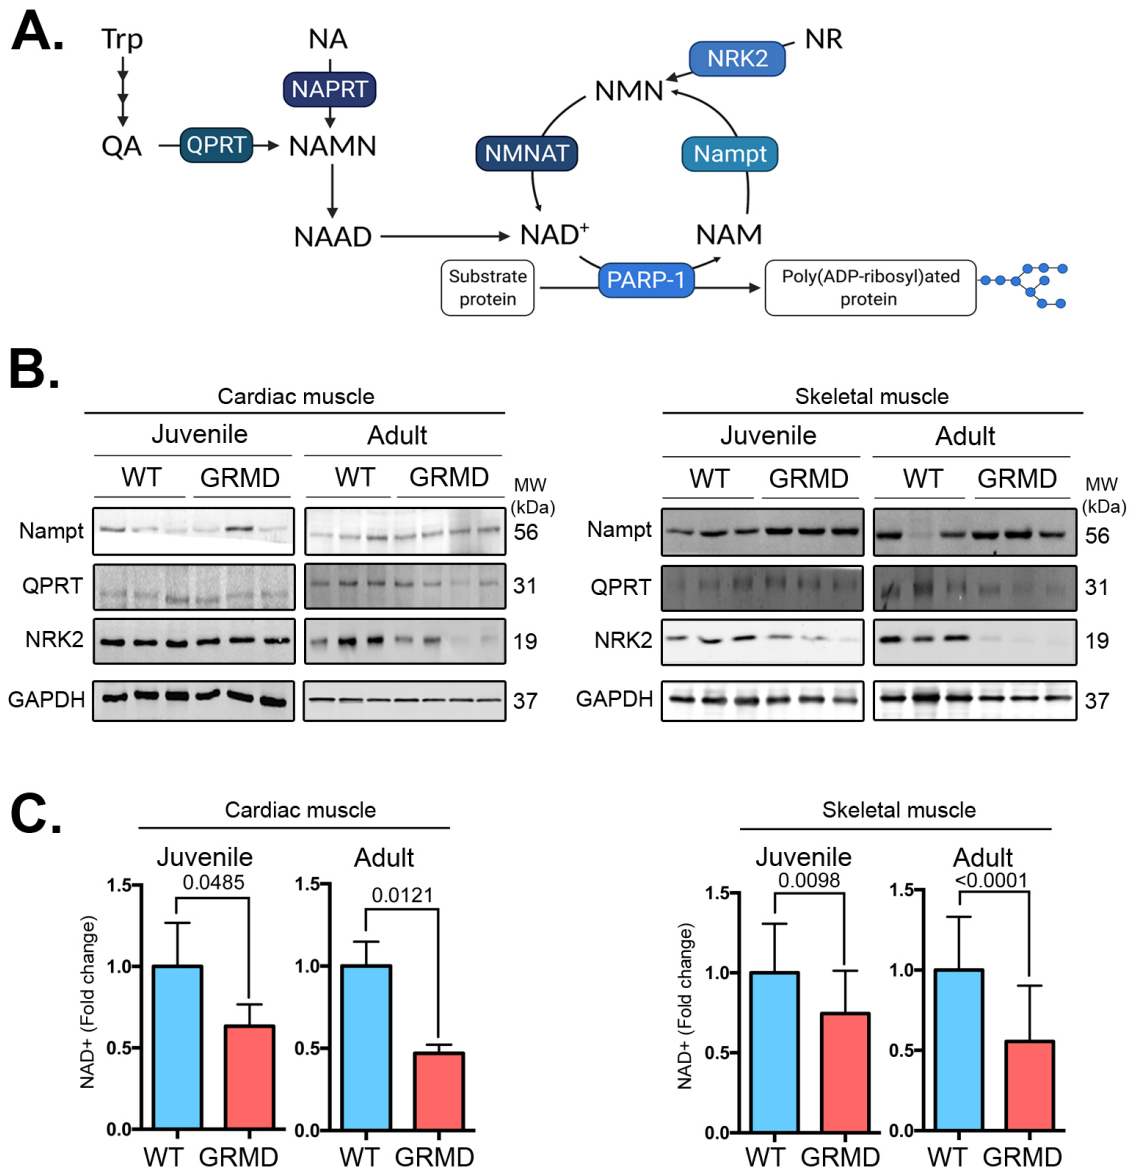 A.
Trp
NA
NR
NRK2
NAPRT
NMN
QA
QPRT
NAMN
NMNAT
Nampt
NAAD
NAD+
NAM
Substrate
protein
PARP-1
Poly(ADP-ribosyl)ated
protein
B.
Cardiac muscle
Juvenile
Adult
WT
GRMD
WT
GRMD
MW
(kDa)
Nampt
56
QPRT
31
NRK2
19
GAPDH
37
Skeletal muscle
Juvenile
Adult
WT
GRMD
WT
GRMD
MW
(kDa)
Nampt
56
QPRT
31
NRK2
19
GAPDH
37
C.
Cardiac muscle
Juvenile
0.0485
NAD+ (Fold change)
1.5
1.0
0.5
0.0
WT GRMD
Adult
0.0121
1.5
1.0
0.5
0.0
WT GRMD
Skeletal muscle
Juvenile
0.0098
NAD+ (Fold change)
1.5
1.0
0.5
0.0
WT GRMD
Adult
<0.0001
1.5
1.0
0.5
0.0
WT GRMD